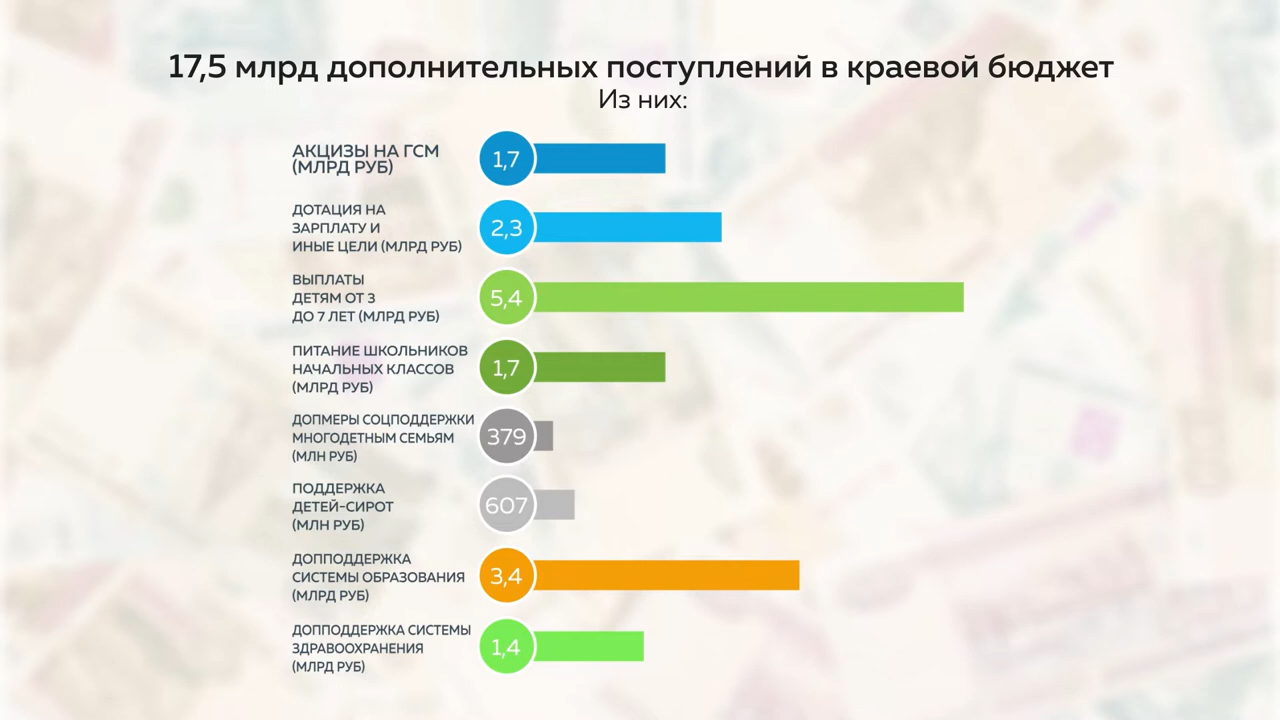 17,5 млрд дополнительных поступлений в краевой бюджет
Из них:
АКЦИЗЫ НА ГСМ
(МЛРД РУБ)
1,7
ДОТАЦИЯ НА
ЗАРПЛАТУ И
ИНЫЕ ЦЕЛИ (МЛРД РУБ)
2,3
ВЫПЛАТЫ
ДЕТЯМ ОТ 3
ДО 7 ЛЕТ (МЛРД РУБ)
5,4
ПИТАНИЕ ШКОЛЬНИКОВ
НАЧАЛЬНЫХ КЛАССОВ
(МЛРД РУБ)
1,7
ДОПМЕРЫ СОЦПОДДЕРЖКИ
МНОГОДЕТНЫМ СЕМЬЯМ
(МЛН РУБ)
379
ПОДДЕРЖКА
ДЕТЕЙ-СИРОТ
(МЛН РУБ)
607
ДОППОДДЕРЖКА
СИСТЕМЫ ОБРАЗОВАНИЯ
(МЛРД РУБ)
3,4
ДОППОДДЕРЖКА СИСТЕМЫ
ЗДРАВООХРАНЕНИЯ
(МЛРД РУБ)
1,4